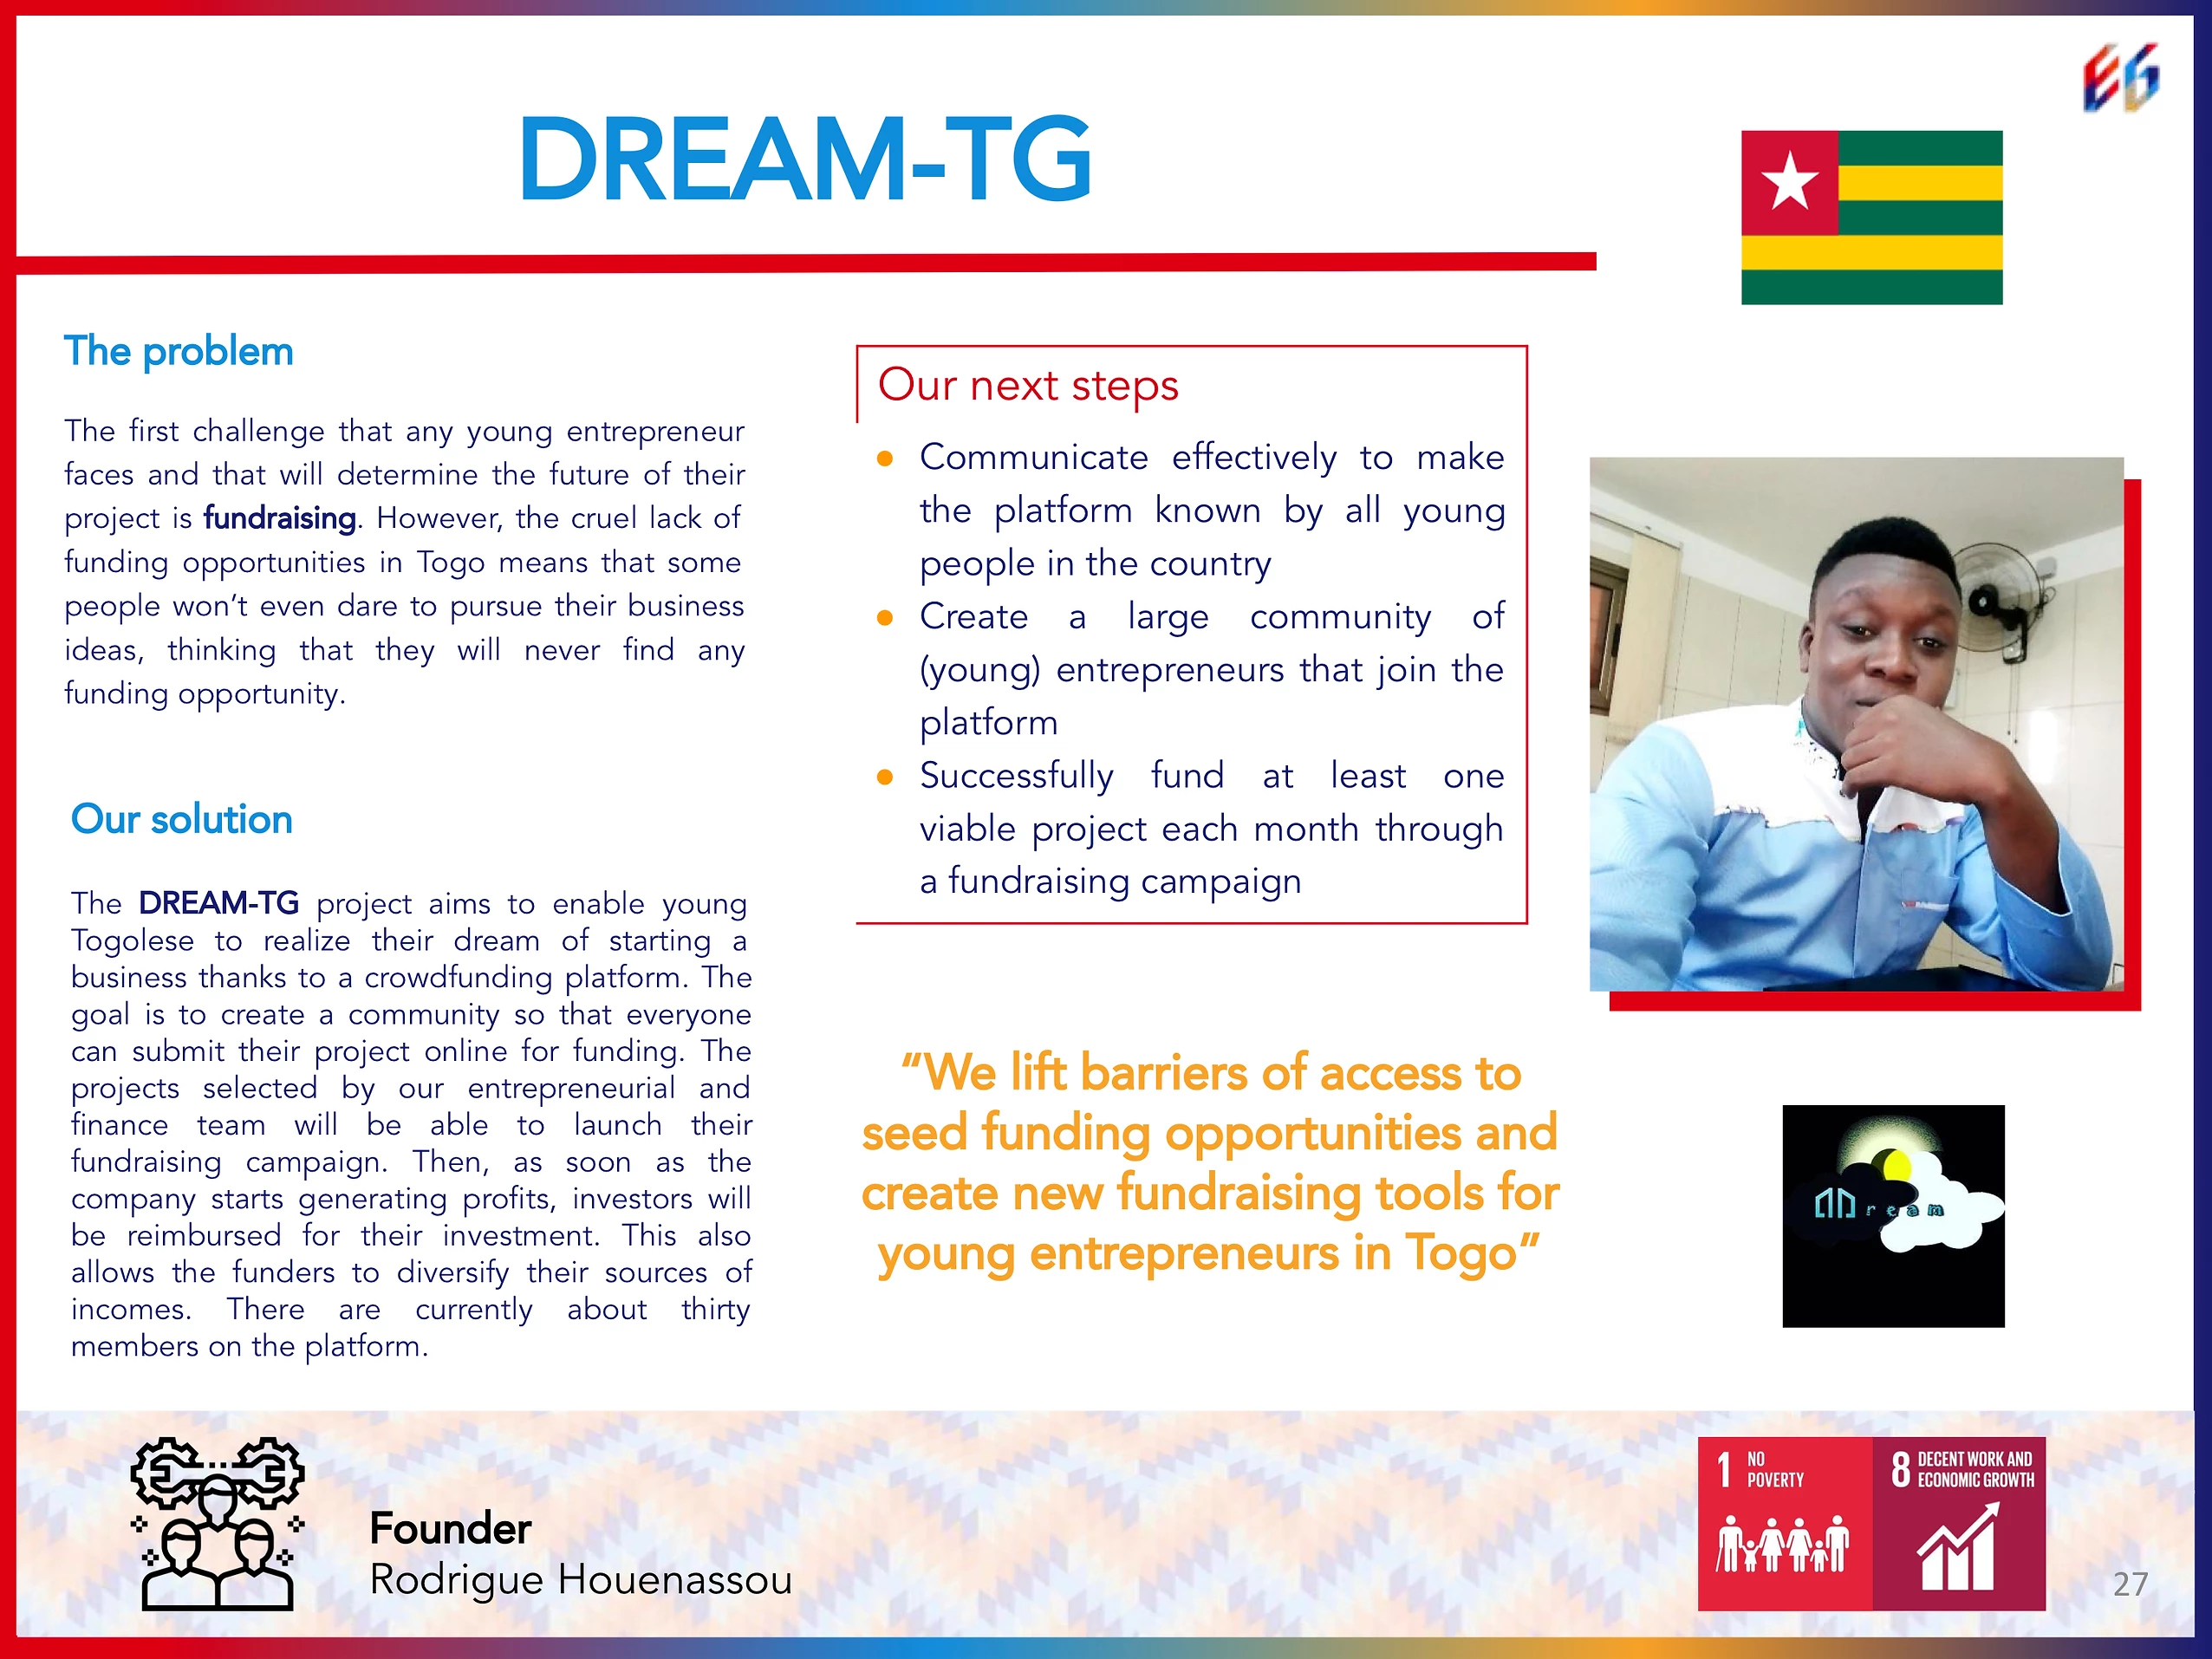 E6
DREAM-TG
The problem
The first challenge that any young entrepreneur
faces and that will determine the future of their
project is fundraising. However, the cruel lack of
funding opportunities in Togo means that some
people won’t even dare to pursue their business
ideas, thinking that they will never find any
funding opportunity.
Our solution
The DREAM-TG project aims to enable young
Togolese to realize their dream of starting a
business thanks to a crowdfunding platform. The
goal is to create a community so that everyone
can submit their project online for funding. The
projects selected by our entrepreneurial and
finance team will be able to launch their
fundraising campaign. Then, as soon as the
company starts generating profits, investors will
be reimbursed for their investment. This also
allows the funders to diversify their sources of
incomes. There are currently about thirty
members on the platform.
Our next steps
● Communicate effectively to make
the platform known by all young
people in the country
● Create a large community of
(young) entrepreneurs that join the
platform
● Successfully fund at least one
viable project each month through
a fundraising campaign
“We lift barriers of access to
seed funding opportunities and
create new fundraising tools for
young entrepreneurs in Togo”
Dream
Founder
Rodrigue Houenassou
1 NO
POVERTY
8 DECENT WORK AND
ECONOMIC GROWTH
27